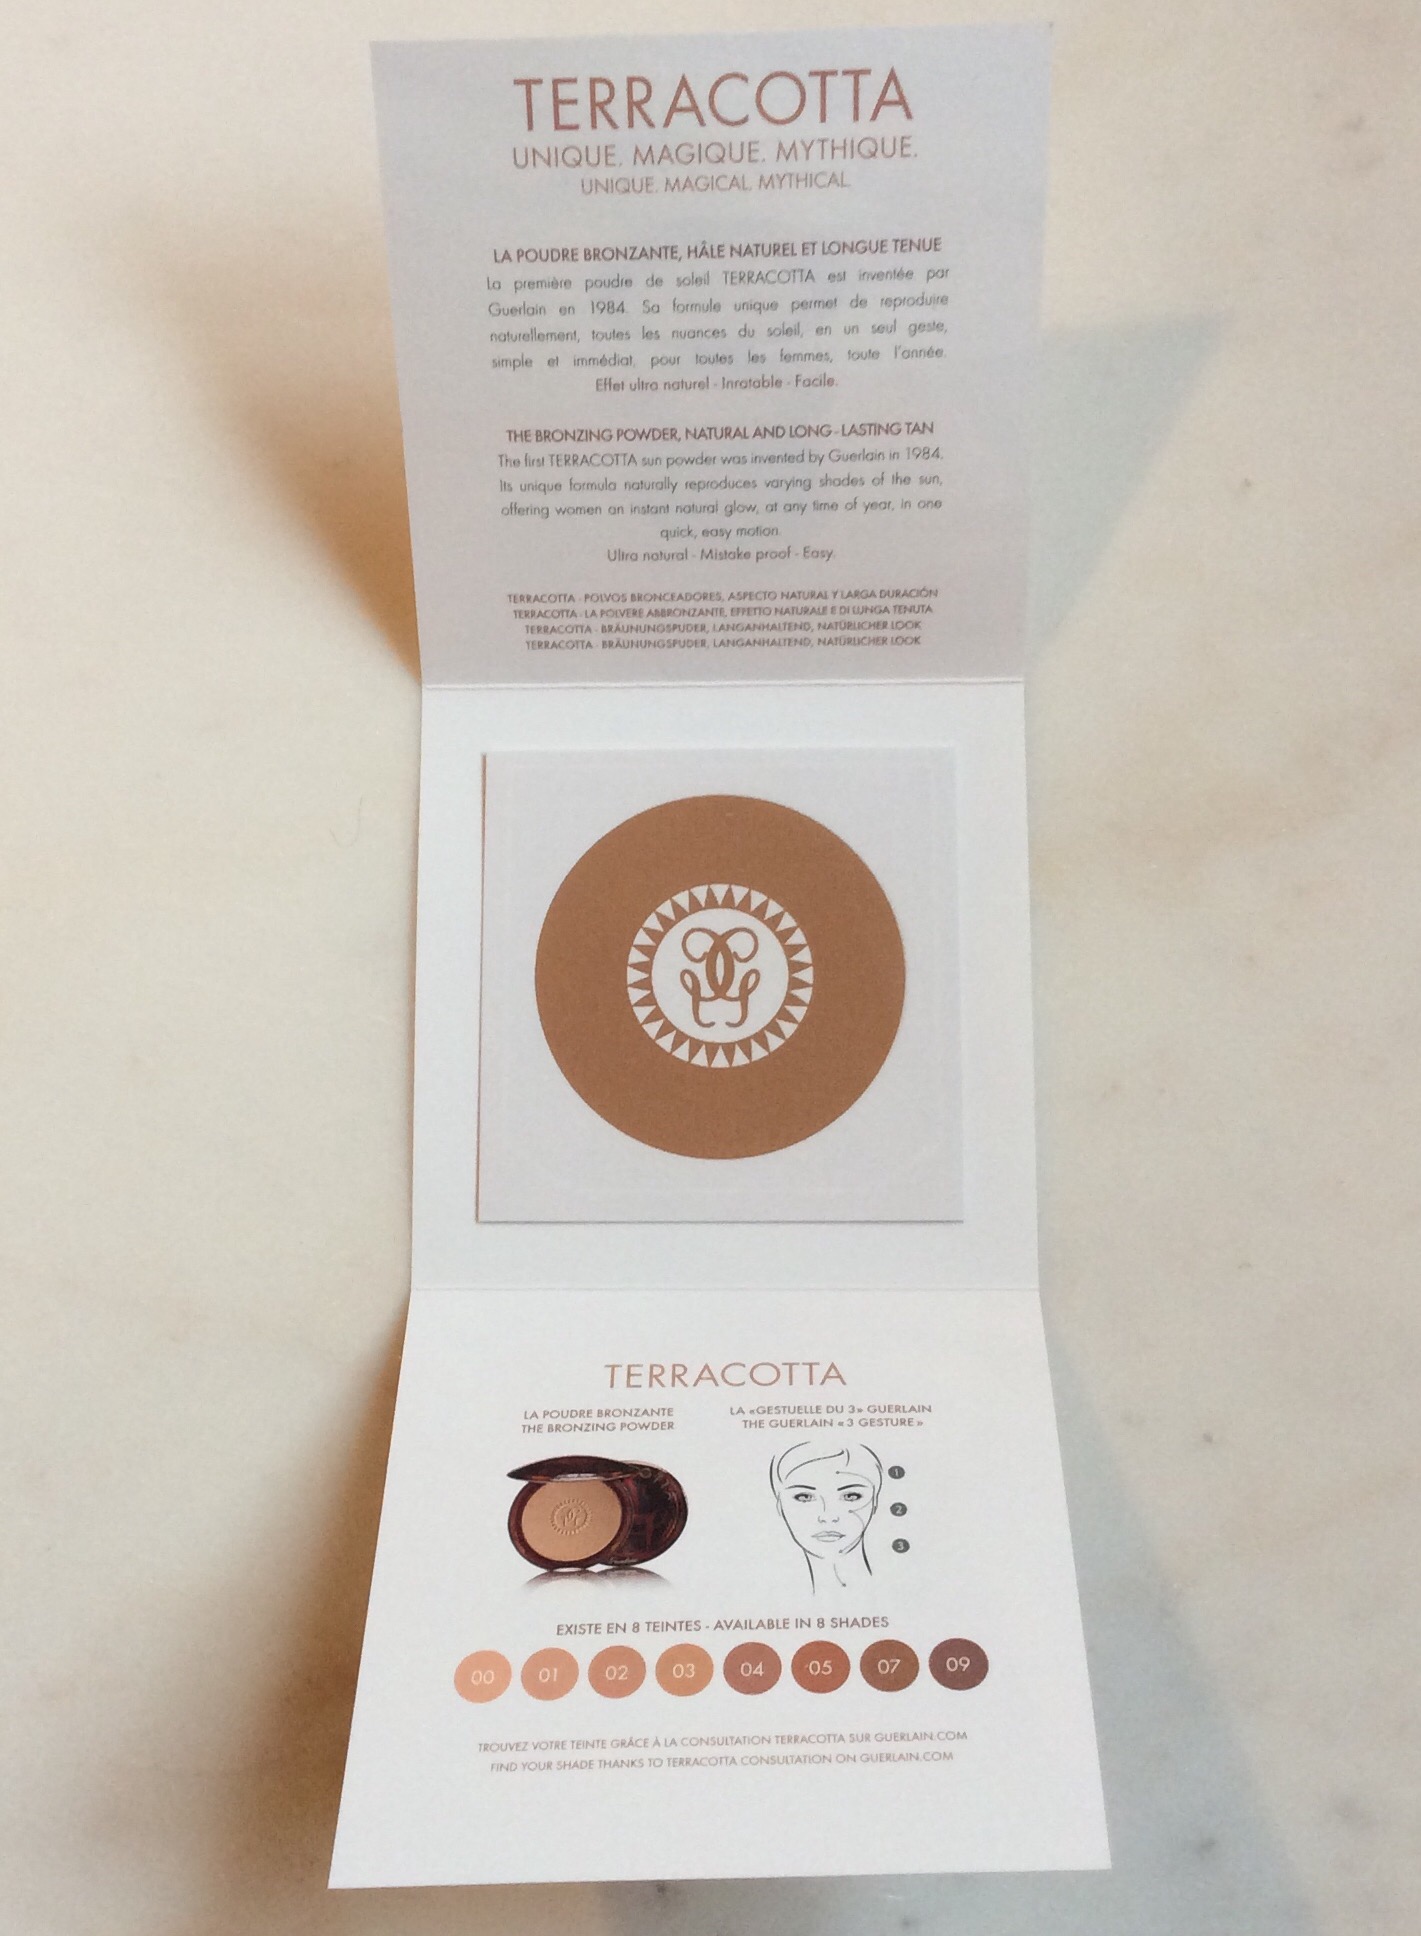 TERRACOTTA
UNIQUE. MAGIQUE. MYTHIQUE.
UNIQUE. MAGICAL. MYTHICAL
LA POUDRE BRONZANTE, HÂLE NATUREL ET LONGUE TENUE
La première poudre de soleil TERRACOTTA est inventée par
Guerlain en 1984. Sa formule unique permet de reproduire
naturellement, toutes les nuances du soleil, en un seul geste,
simple et immédiat, pour toutes les femmes, toute l'année.
Effet ultra naturel - Inratable - Facile.
THE BRONZING POWDER, NATURAL AND LONG-LASTING TAN
The first TERRACOTTA sun powder was invented by Guerlain in 1984.
Its unique formula naturally reproduces varying shades of the sun,
offering women an instant natural glow, at any time of year, in one
quick, easy motion.
Ultra natural - Mistake proof - Easy.
TERRACOTTA - POLVOS BRONCEADORES, ASPECTO NATURAL Y LARGA DURACIÓN
TERRACOTTA - LA POLVERE ABBRONZANTE, EFFETTO NATURALE E DI LUNGA TENUTA
TERRACOTTA - BRÄUNUNGSPUDER, LANGANHALTEND, NATÜRLICHER LOOK
TERRACOTTA - BRÄUNUNGSPUDER, LANGANHALTEND, NATÜRLICHER LOOK
TERRACOTTA
LA POUDRE BRONZANTE
THE BRONZING POWDER
LA «GESTUELLE DU 3» GUERLAIN
THE GUERLAIN «3 GESTURE»
1
2
3
EXISTE EN 8 TEINTES - AVAILABLE IN 8 SHADES
00 01 02 03 04 05 07 09
TROUVEZ VOTRE TEINTE GRÂCE À LA CONSULTATION TERRACOTTA SUR GUERLAIN.COM
FIND YOUR SHADE THANKS TO TERRACOTTA CONSULTATION ON GUERLAIN.COM